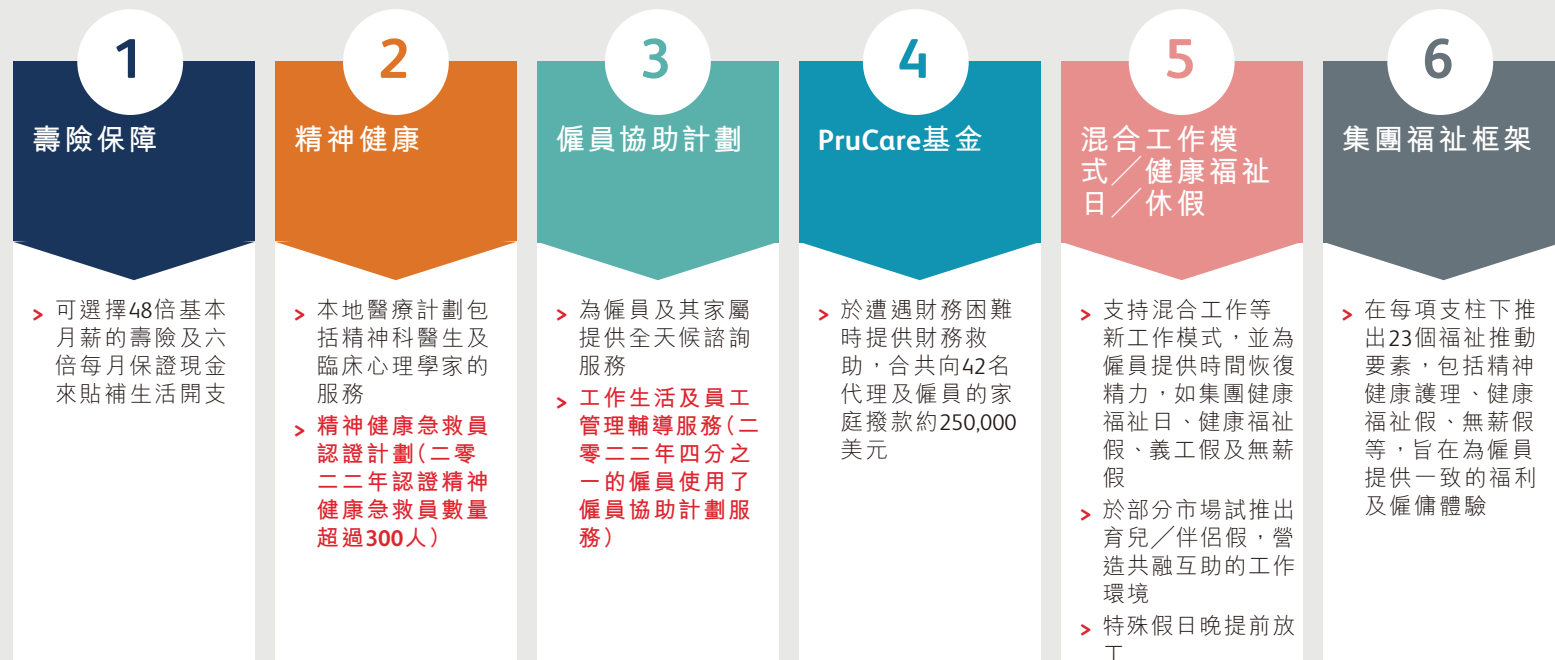 1
壽險保障
可選擇48倍基本
月薪的壽險及六
倍每月保證現金
來貼補生活開支
2
精神健康
本地醫療計劃包
括精神科醫生及
臨床心理學家的
服務
精神健康急救員
認證計劃(二零
二二年認證精神
健康急救員數量
超過300人)
3
僱員協助計劃
為僱員及其家屬
提供全天候諮詢
服務
工作生活及員工
管理輔導服務(二
零二二年四分之
一的僱員使用了
僱員協助計劃服
務)
4
PruCare基金
於遭遇財務困難
時提供財務救
助,合共向42名
代理及僱員的家
庭撥款約250,000
美元
5
混合工作模
式╱健康福祉
日╱休假
支持混合工作等
新工作模式,並為
僱員提供時間恢復
精力,如集團健康
福祉日、健康福祉
假、義工假及無薪
假
於部分市場試推出
育兒╱伴侶假,營
造共融互助的工作
環境
特殊假日晚提前放
工
6
集團福祉框架
在每項支柱下推
出23個福祉推動
要素,包括精神
健康護理、健康
福祉假、無薪假
等,旨在為僱員
提供一致的福利
及僱傭體驗